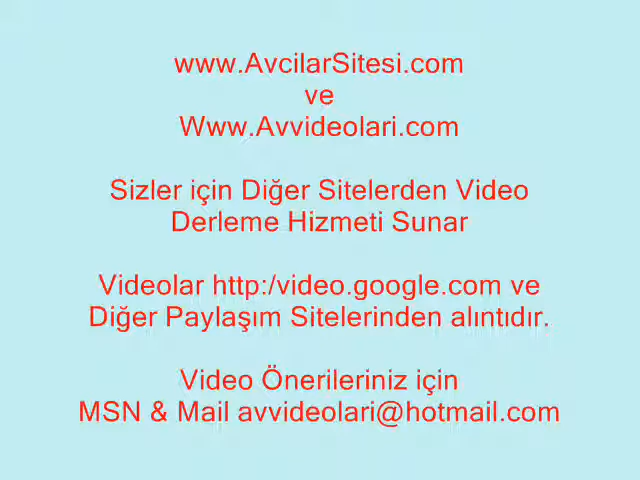 www.AvcilarSitesi.com
ve
Www.Avvideolari.com
Sizler için Diğer Sitelerden Video
Derleme Hizmeti Sunar
Videolar http:/video.google.com ve
Diğer Paylaşım Sitelerinden alıntıdır.
Video Önerileriniz için
MSN & Mail avvideolari@hotmail.com